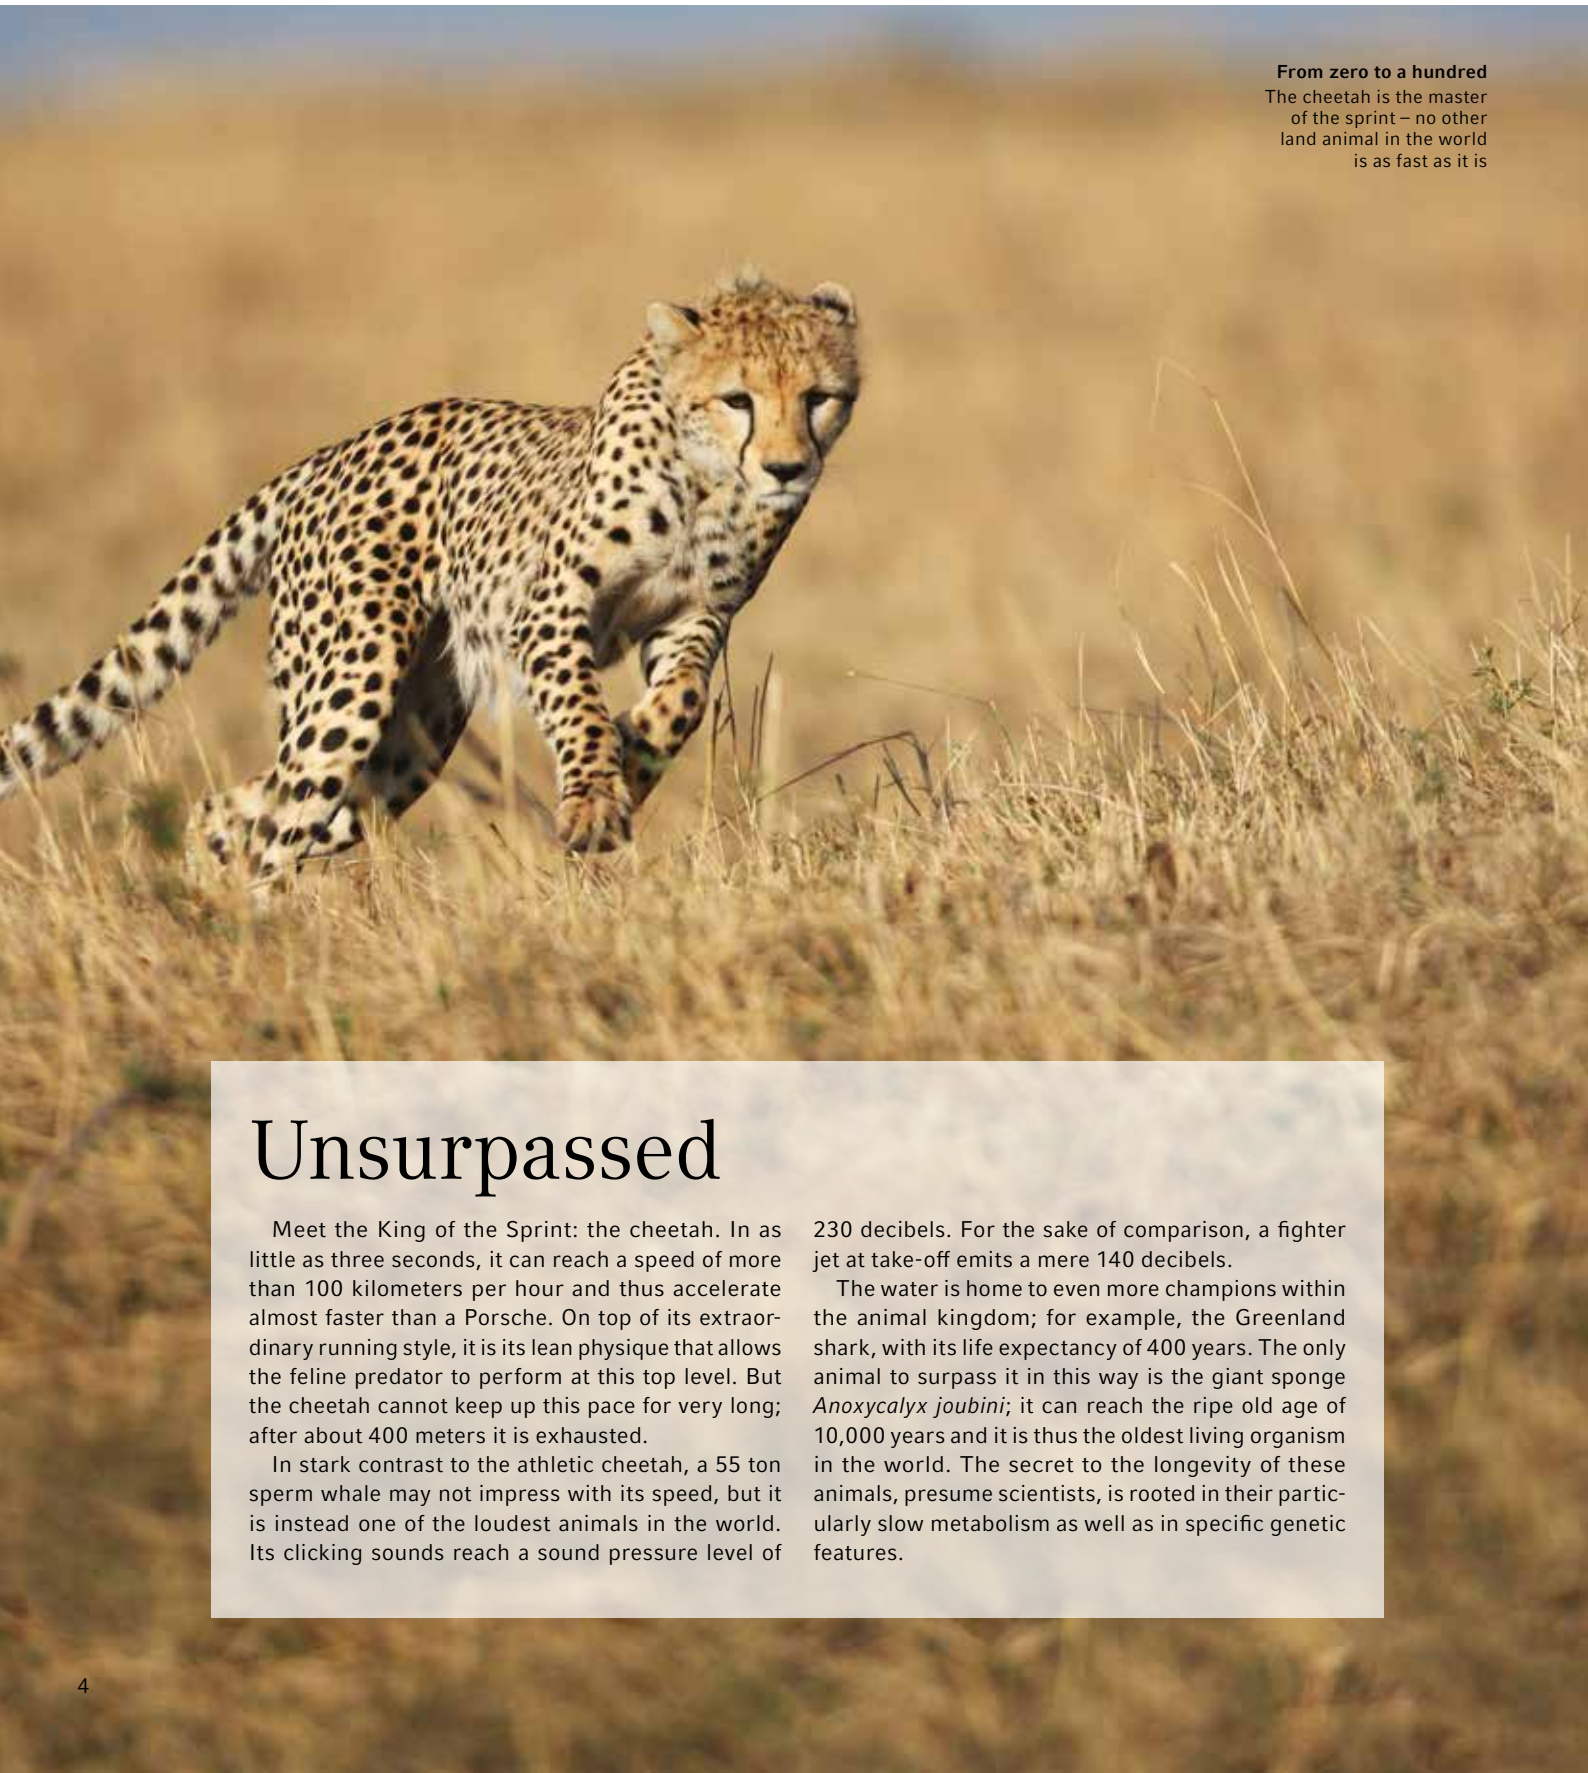 From zero to a hundred
The cheetah is the master
of the sprint – no other
land animal in the world
is as fast as it is
Unsurpassed
Meet the King of the Sprint: the cheetah. In as
little as three seconds, it can reach a speed of more
than 100 kilometers per hour and thus accelerate
almost faster than a Porsche. On top of its extraor-
dinary running style, it is its lean physique that allows
the feline predator to perform at this top level. But
the cheetah cannot keep up this pace for very long;
after about 400 meters it is exhausted.
In stark contrast to the athletic cheetah, a 55 ton
sperm whale may not impress with its speed, but it
is instead one of the loudest animals in the world.
Its clicking sounds reach a sound pressure level of
230 decibels. For the sake of comparison, a fighter
jet at take-off emits a mere 140 decibels.
The water is home to even more champions within
the animal kingdom; for example, the Greenland
shark, with its life expectancy of 400 years. The only
animal to surpass it in this way is the giant sponge
Anoxycalyx joubini; it can reach the ripe old age of
10,000 years and it is thus the oldest living organism
in the world. The secret to the longevity of these
animals, presume scientists, is rooted in their partic-
ularly slow metabolism as well as in specific genetic
features.
4